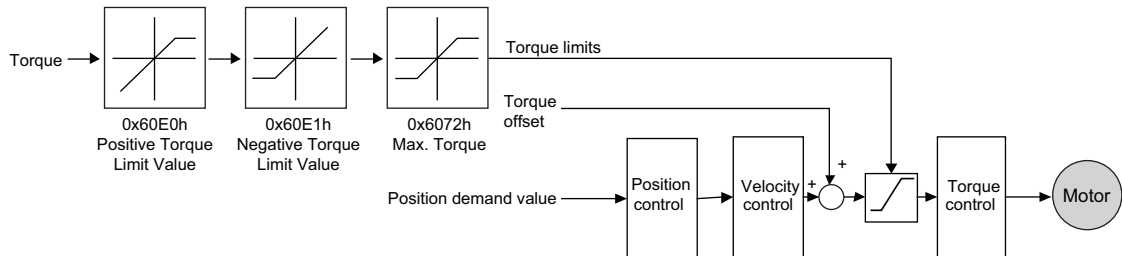 Torque
0x60E0h
Positive Torque
Limit Value
0x60E1h
Negative Torque
Limit Value
0x6072h
Max. Torque
Torque limits
Torque
offset
Position demand value
Position
control
Velocity
control
+
+
Torque
control
Motor